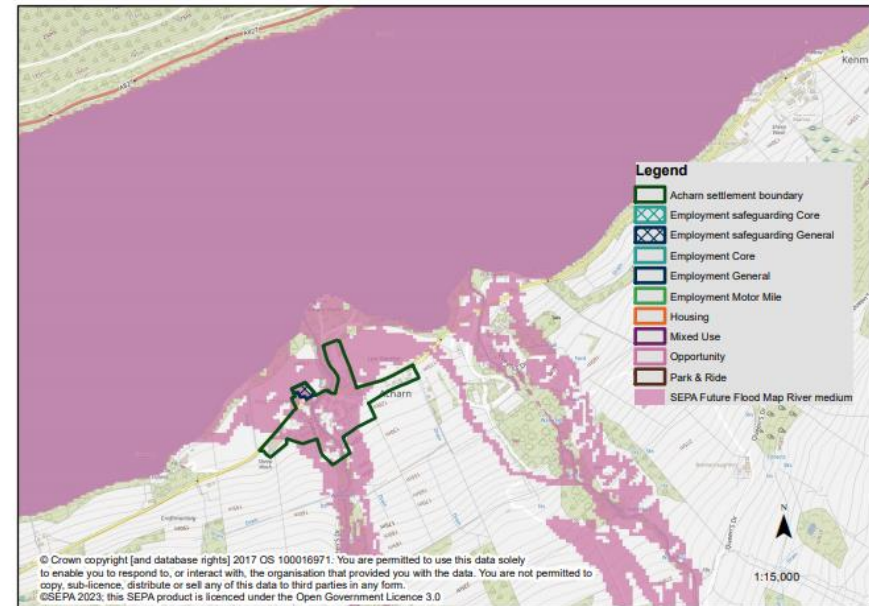 A827
Kenm
Legend
Acharn settlement boundary
Employment safeguarding Core
Employment safeguarding General
Employment Core
Employment General
Employment Motor Mile
Housing
Mixed Use
Opportunity
Park & Ride
SEPA Future Flood Map River medium
Acharn
Queen's Dr
N
1:15,000
© Crown copyright [and database rights] 2017 OS 100016971. You are permitted to use this data solely
to enable you to respond to, or interact with, the organisation that provided you with the data. You are not permitted to
copy, sub-licence, distribute or sell any of this data to third parties in any form.
©SEPA 2023; this SEPA product is licenced under the Open Government Licence 3.0